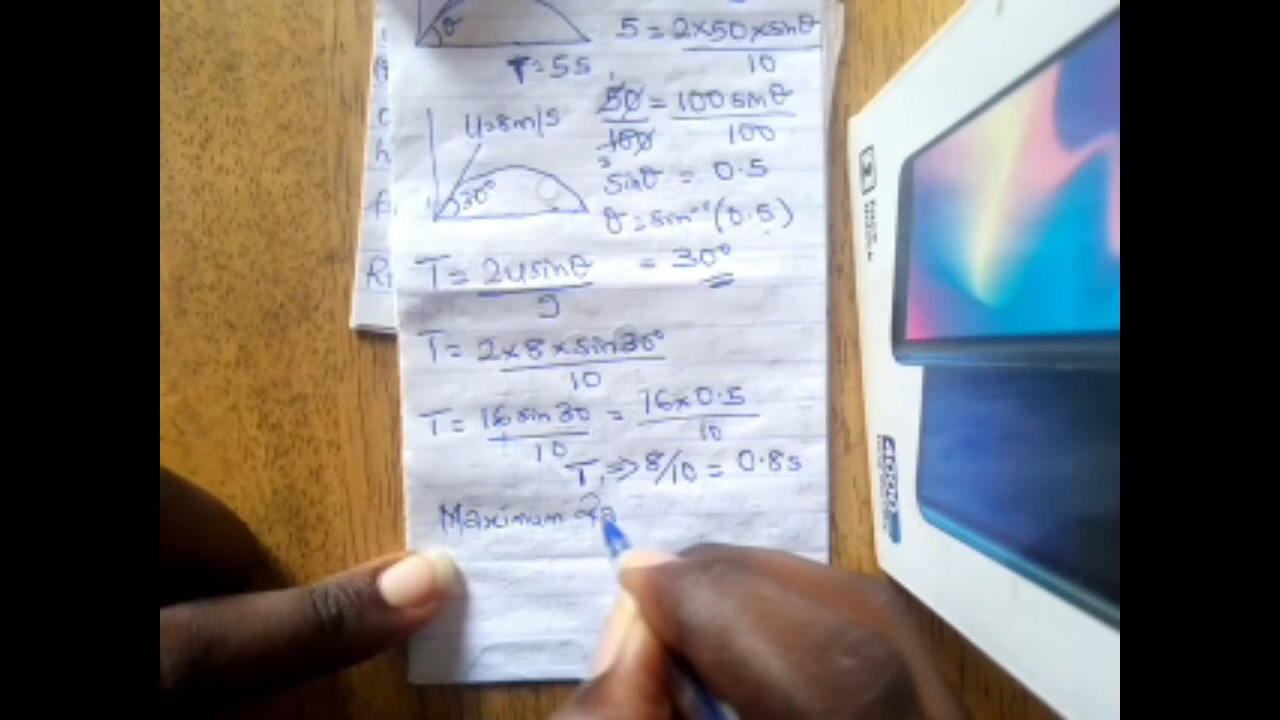 θ
5 = 2×50×sinθ
10
T = 5s
50 = 100 sinθ
100 100
U=8m/s
30°
sinθ = 0.5
θ = sin⁻¹(0.5)
= 30°
T = 2usinθ
g
T = 2×8×sin30°
10
T = 16 sin 30 = 16×0.5
10 10
T, => 8/10 = 0.8s
Maximum Ra